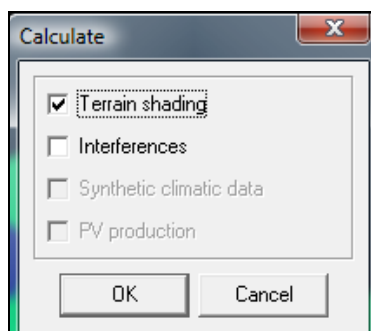 Calculate
Terrain shading
Interferences
Synthetic climatic data
PV production
OK
Cancel